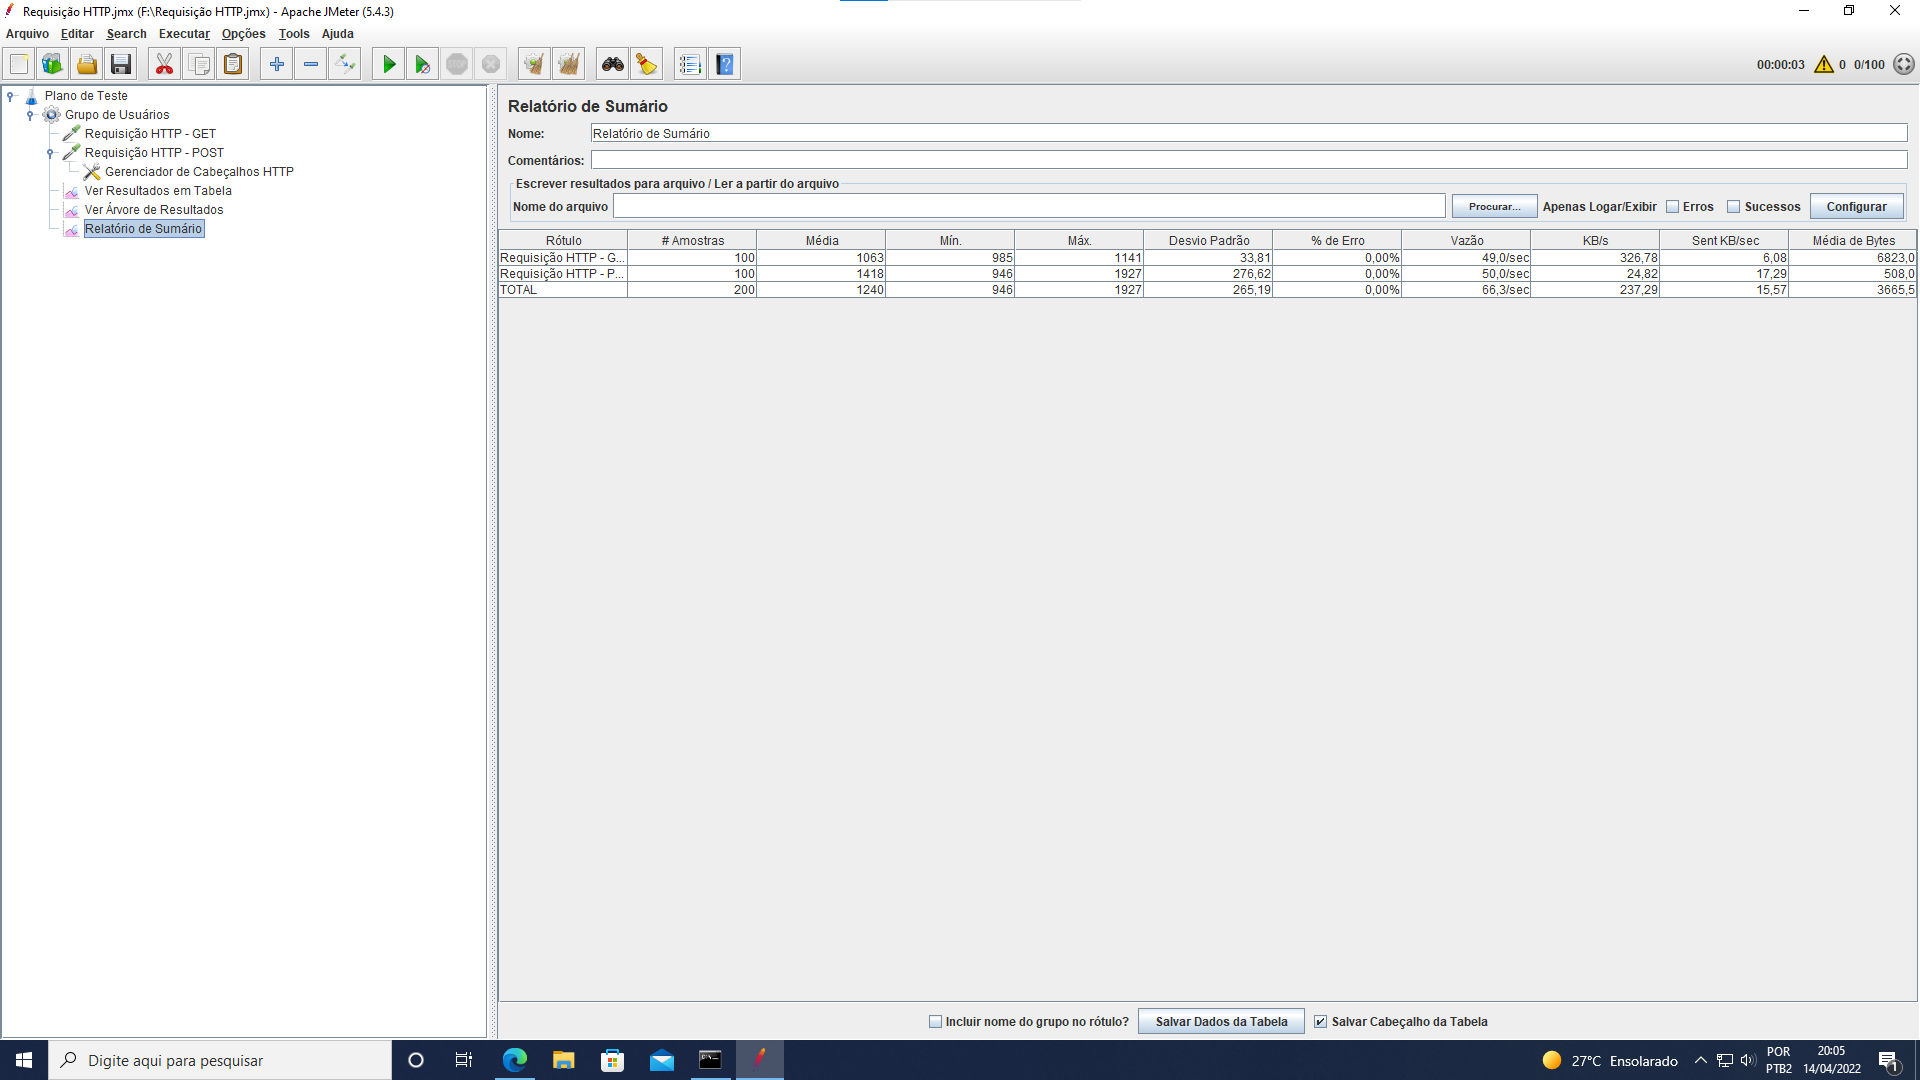 Requisição HTTP.jmx (F:\Requisição HTTP.jmx) - Apache JMeter (5.4.3)
Arquivo Editar Search Executar Opções Tools Ajuda
00:00:03 0 0/100
Plano de Teste
Grupo de Usuários
Requisição HTTP - GET
Requisição HTTP - POST
Gerenciador de Cabeçalhos HTTP
Ver Resultados em Tabela
Ver Árvore de Resultados
Relatório de Sumário
Relatório de Sumário
Nome: Relatório de Sumário
Comentários:
Escrever resultados para arquivo / Ler a partir do arquivo
Nome do arquivo Procurar... Apenas Logar/Exibir Erros Sucessos Configurar
Rótulo # Amostras Média Mín. Máx. Desvio Padrão % de Erro Vazão KB/s Sent KB/sec Média de Bytes
Requisição HTTP - G... 100 1063 985 1141 33,81 0,00% 49,0/sec 326,78 6,08 6823,0
Requisição HTTP - P... 100 1418 946 1927 276,62 0,00% 50,0/sec 24,82 17,29 508,0
TOTAL 200 1240 946 1927 265,19 0,00% 66,3/sec 237,29 15,57 3665,5
Incluir nome do grupo no rótulo? Salvar Dados da Tabela Salvar Cabeçalho da Tabela
Digite aqui para pesquisar
27°C Ensolarado
POR
PTB2
20:05
14/04/2022
1